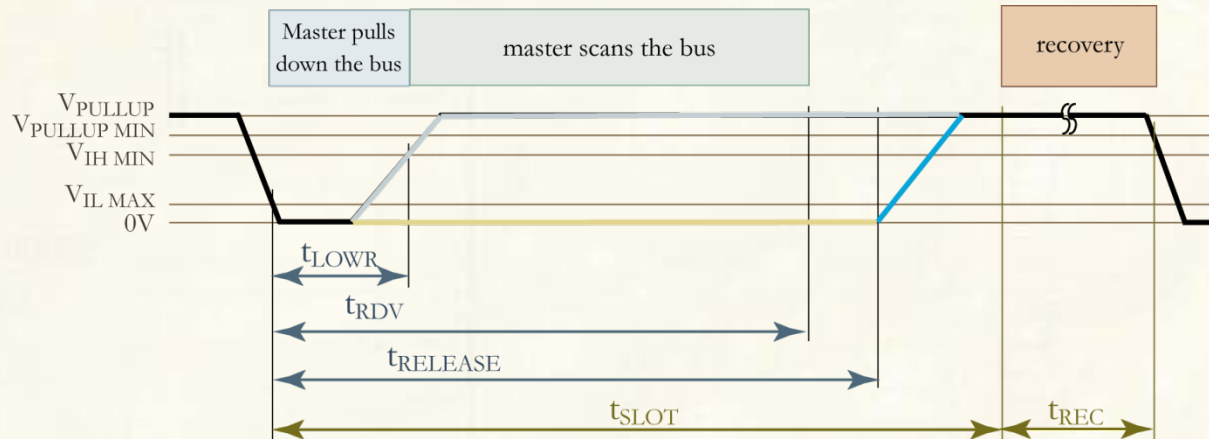 Master pulls
down the bus
master scans the bus
recovery
VPULLUP
VPULLUP MIN
VIH MIN
VIL MAX
0V
tLOWR
tRDV
tRELEASE
tSLOT
tREC